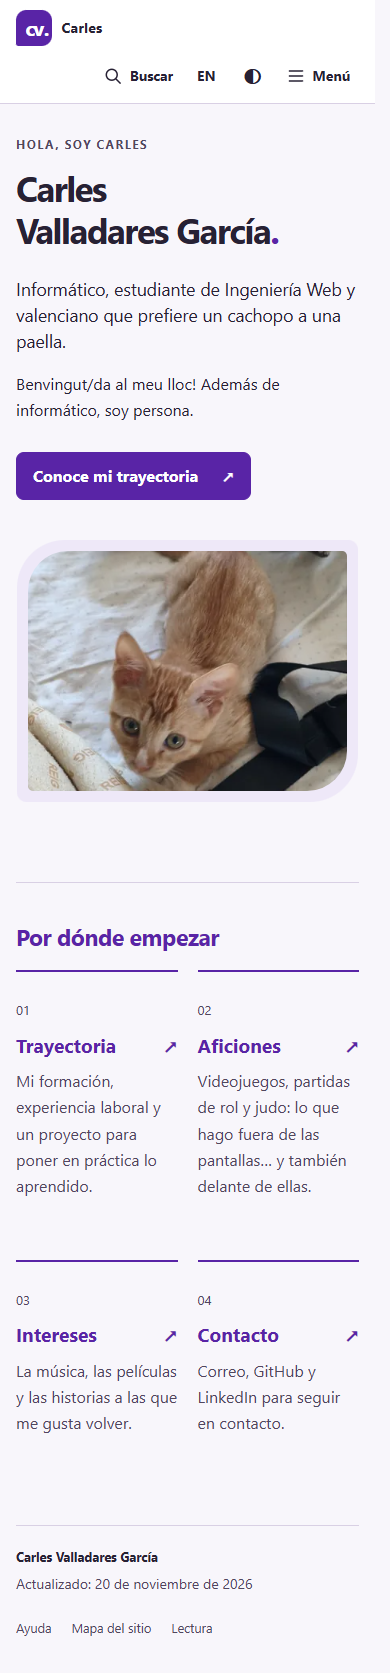 cv.
Carles
Buscar
EN
Menú
HOLA, SOY CARLES
Carles
Valladares García.
Informático, estudiante de Ingeniería Web y
valenciano que prefiere un cachopo a una
paella.
Benvingut/da al meu lloc! Además de
informático, soy persona.
Conoce mi trayectoria ↗
Por dónde empezar
01
Trayectoria ↗
Mi formación,
experiencia laboral y
un proyecto para
poner en práctica lo
aprendido.
02
Aficiones ↗
Videojuegos, partidas
de rol y judo: lo que
hago fuera de las
pantallas... y también
delante de ellas.
03
Intereses ↗
La música, las películas
y las historias a las que
me gusta volver.
04
Contacto ↗
Correo, GitHub y
LinkedIn para seguir
en contacto.
Carles Valladares García
Actualizado: 20 de noviembre de 2026
Ayuda
Mapa del sitio
Lectura